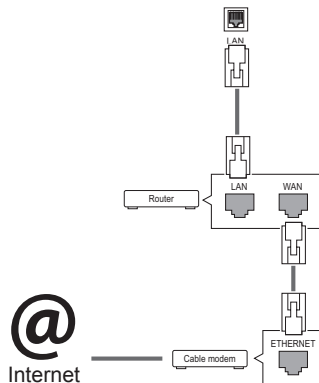 LAN
LAN WAN
Router
ETHERNET
@
Internet
Cable modem